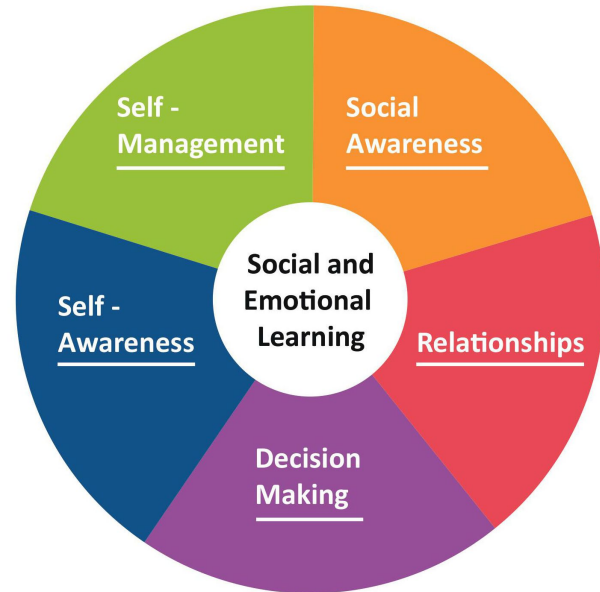 Self -
Management
Social
Awareness
Social and
Emotional
Learning
Self -
Awareness
Relationships
Decision
Making